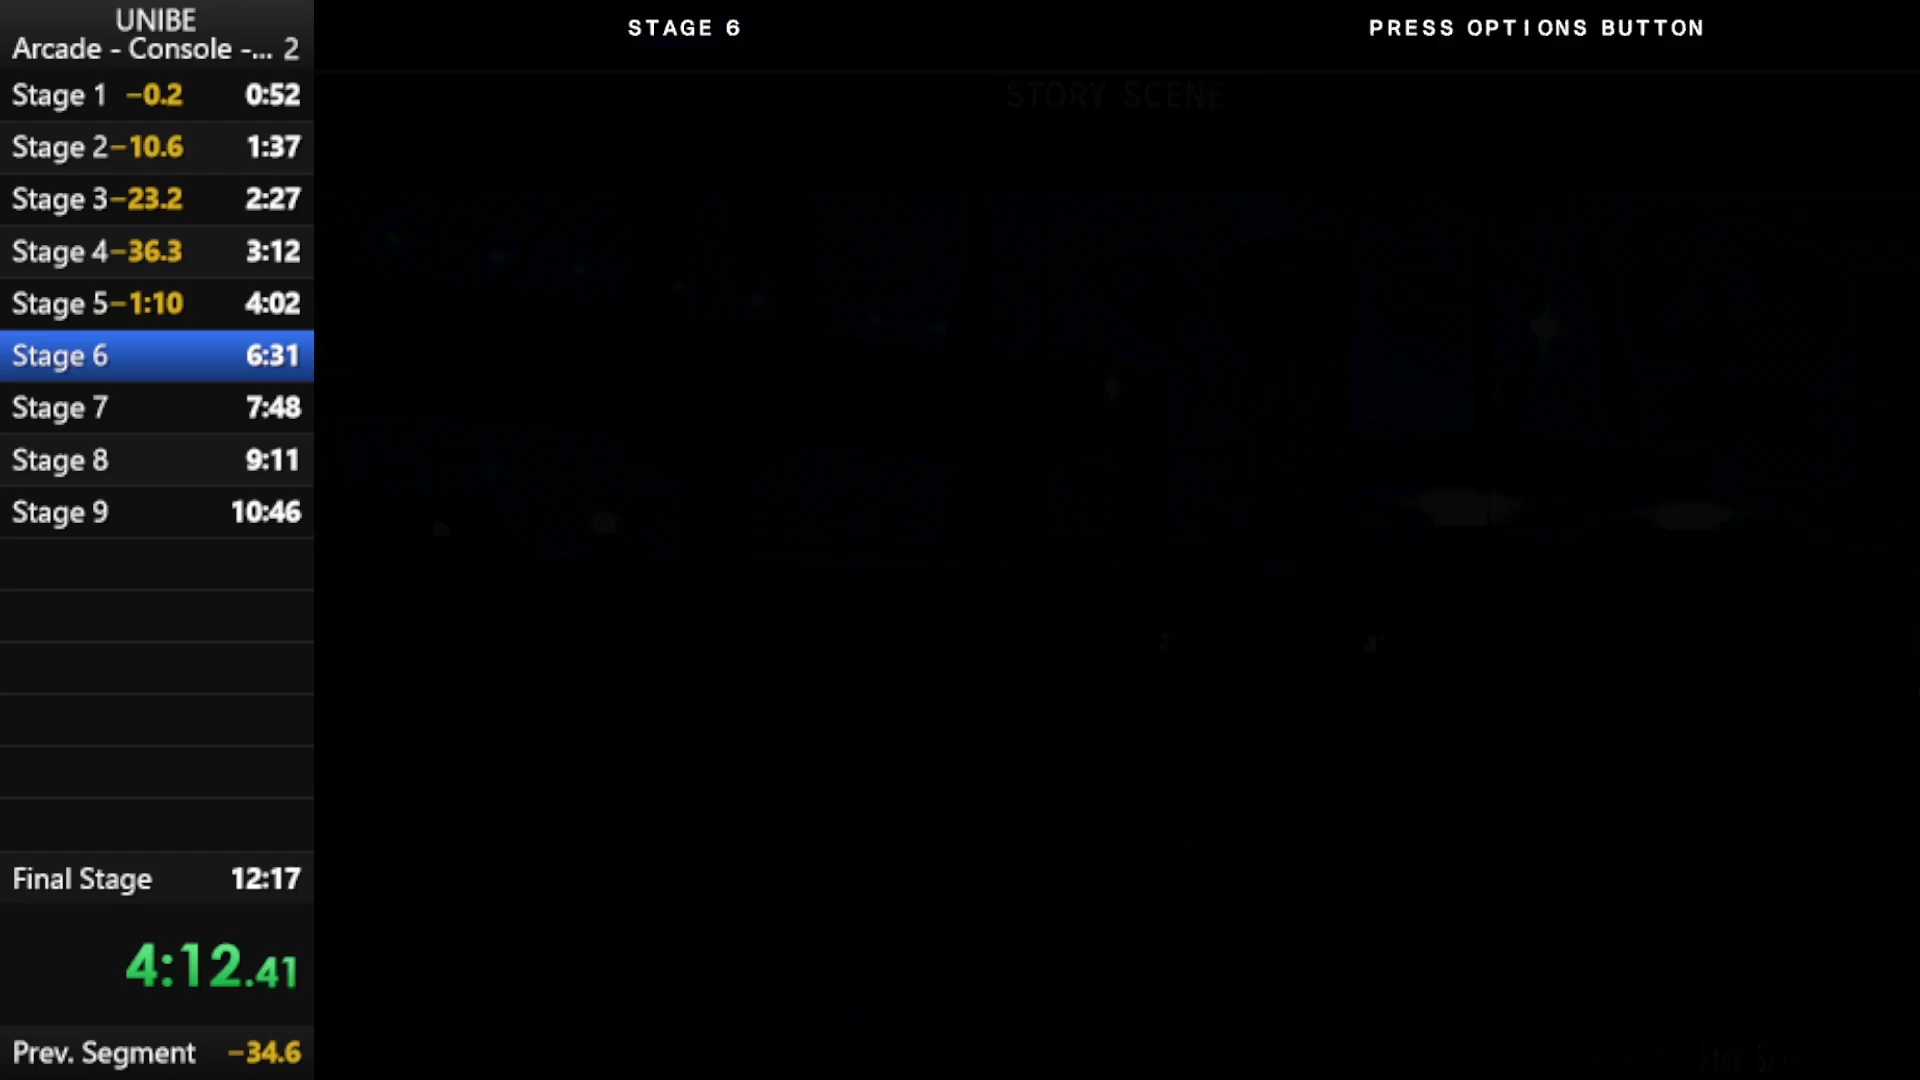 UNIBE
Arcade - Console -... 2
Stage 1 −0.2 0:52
Stage 2 −10.6 1:37
Stage 3 −23.2 2:27
Stage 4 −36.3 3:12
Stage 5 −1:10 4:02
Stage 6 6:31
Stage 7 7:48
Stage 8 9:11
Stage 9 10:46
Final Stage 12:17
4:12.41
Prev. Segment −34.6
STAGE 6
PRESS OPTIONS BUTTON
STORY SCENE